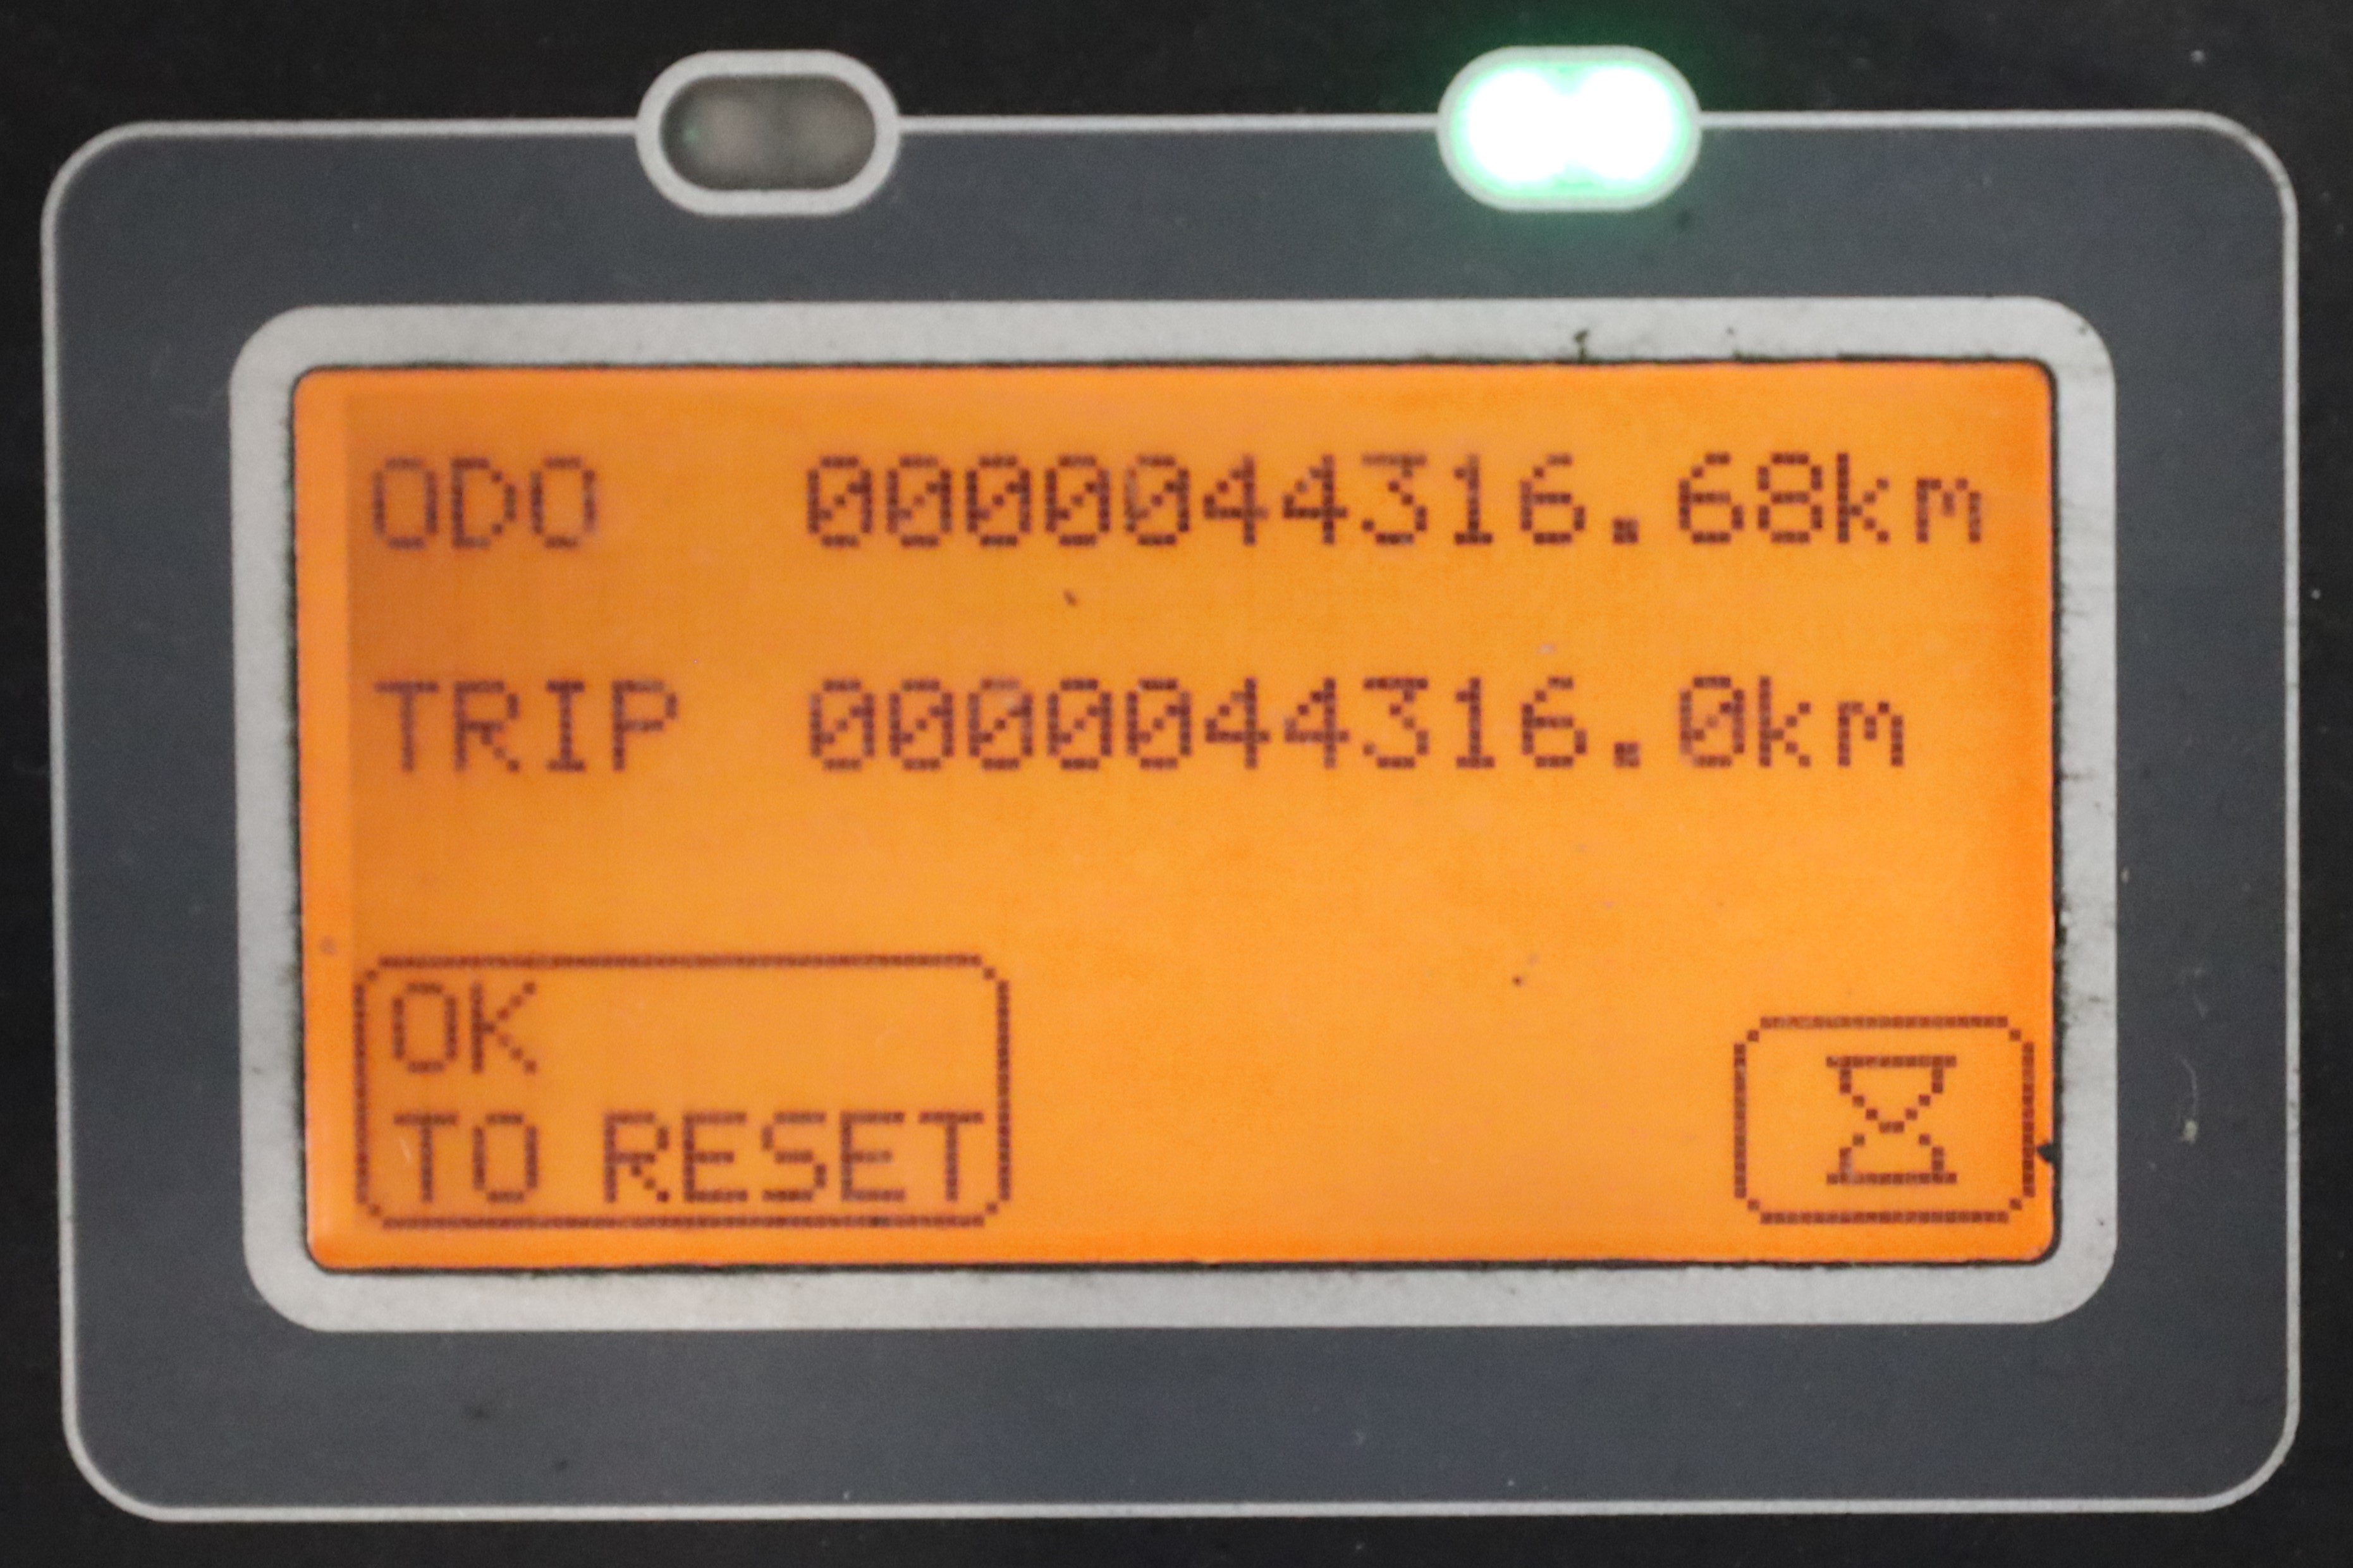 ODO 0000044316.68km
TRIP 0000044316.0km
OK
TO RESET